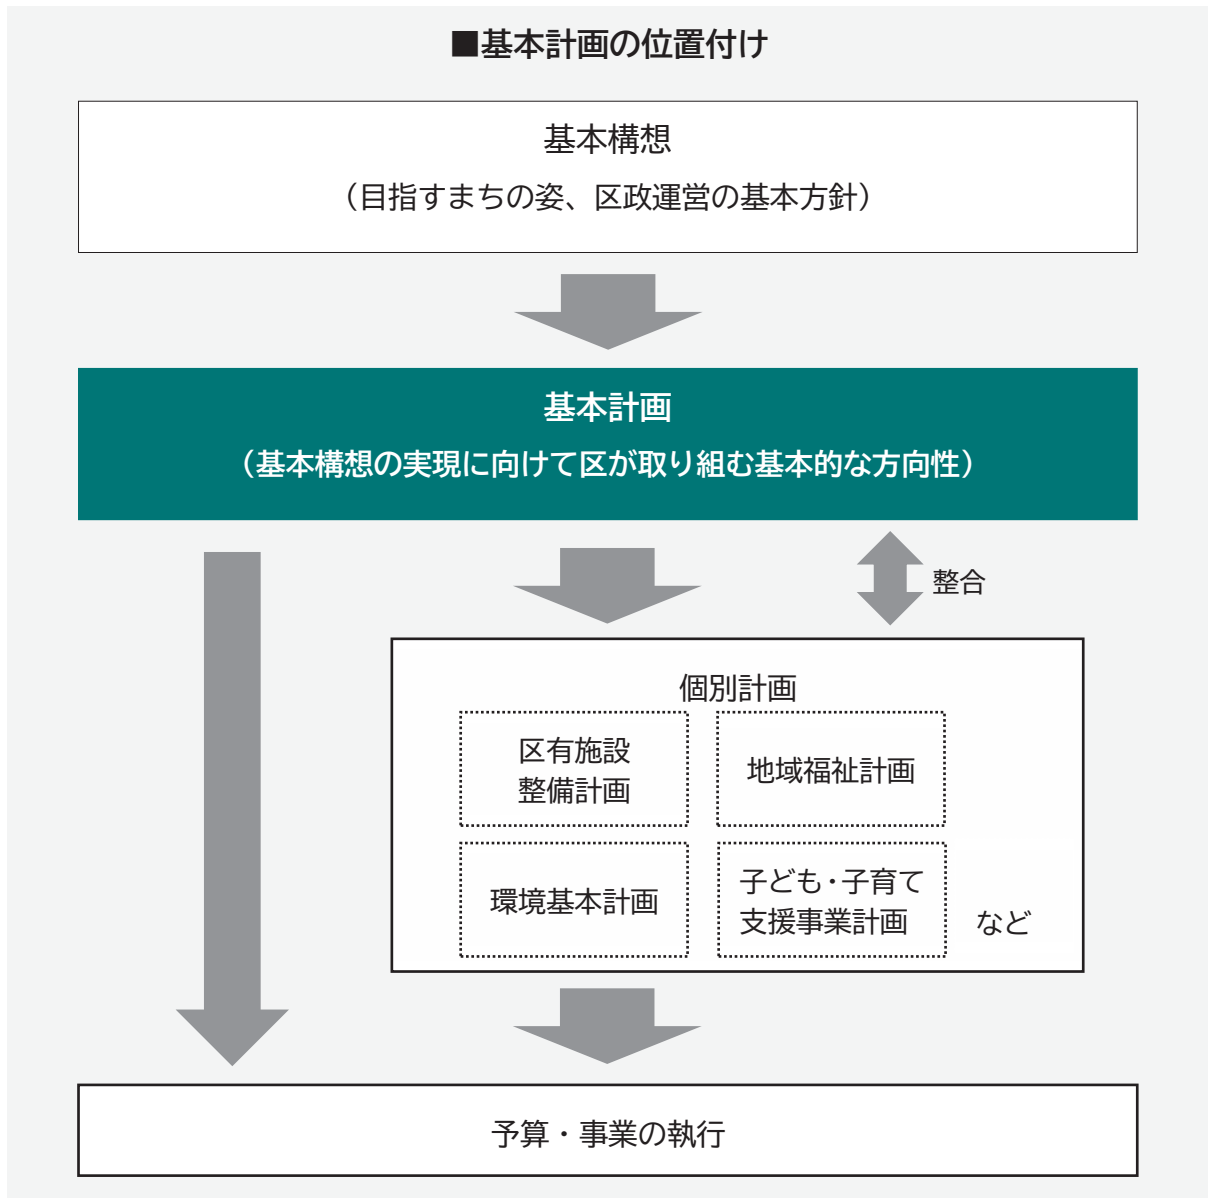 ■基本計画の位置付け
基本構想
（目指すまちの姿、区政運営の基本方針）
基本計画
（基本構想の実現に向けて区が取り組む基本的な方向性）
整合
個別計画
区有施設
整備計画
地域福祉計画
環境基本計画
子ども・子育て
支援事業計画
など
予算・事業の執行